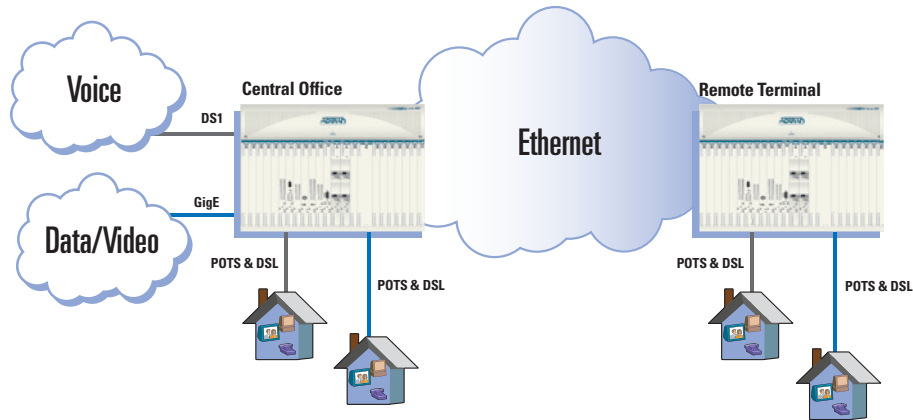 Voice
DS1
Central Office
Ethernet
Remote Terminal
GigE
Data/Video
POTS & DSL
POTS & DSL
POTS & DSL
POTS & DSL